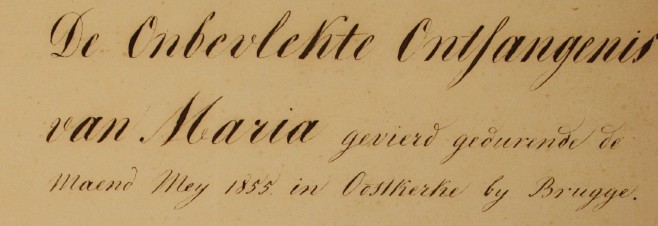 De Onbevlekte Ontfangenis
van Maria gevierd gedurende de
Maend Mey 1855 in Oostkerke by Brugge.